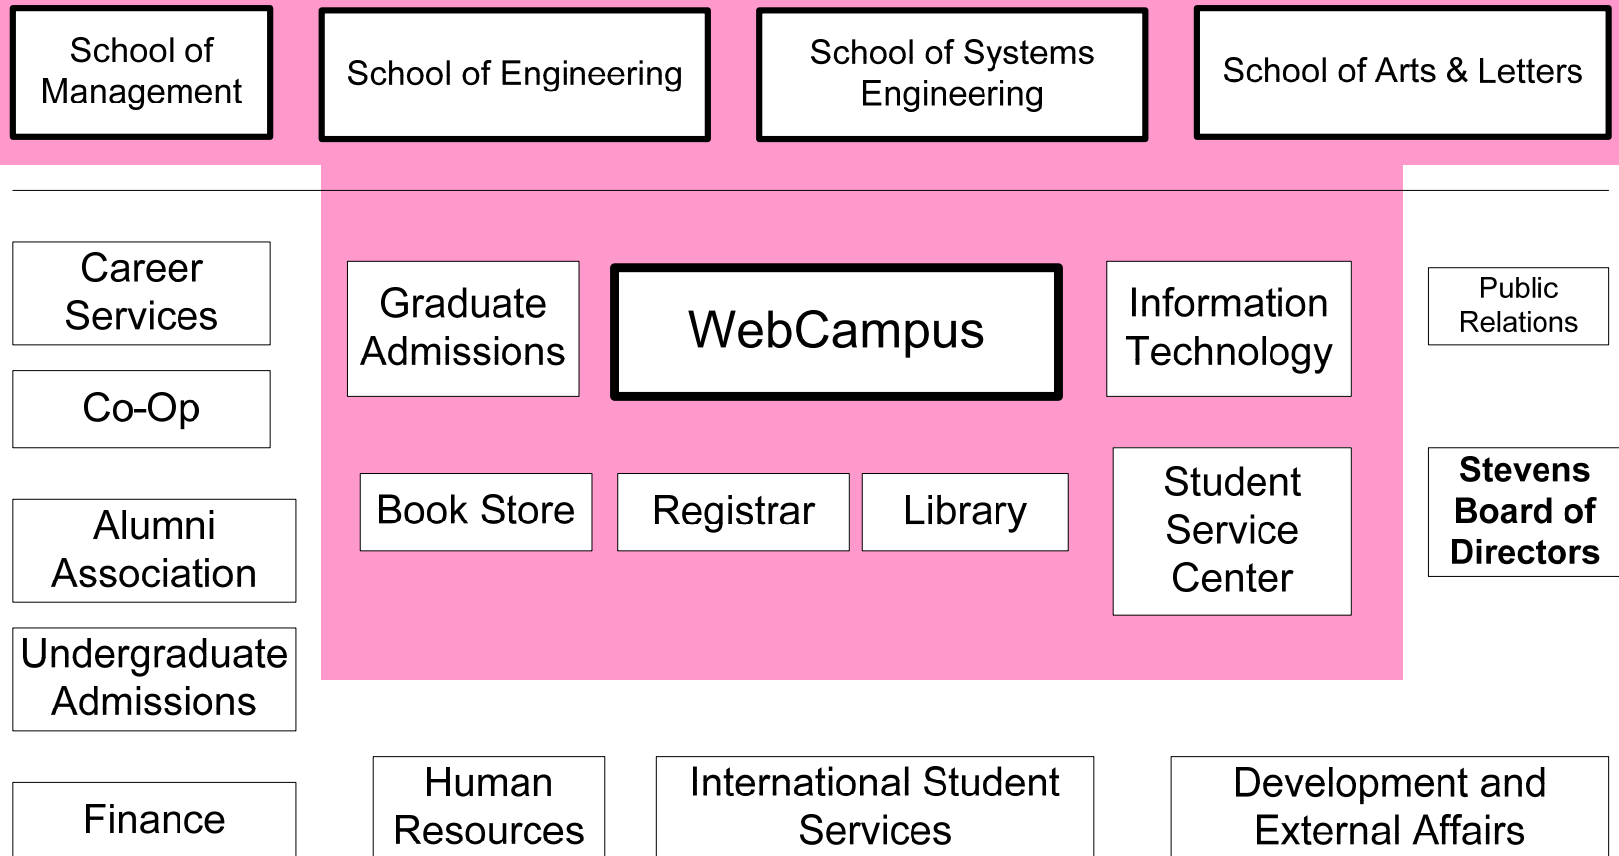 School of
Management
School of Engineering
School of Systems
Engineering
School of Arts & Letters
Career
Services
Graduate
Admissions
WebCampus
Information
Technology
Public
Relations
Co-Op
Book Store
Registrar
Library
Student
Service
Center
Stevens
Board of
Directors
Alumni
Association
Undergraduate
Admissions
Finance
Human
Resources
International Student
Services
Development and
External Affairs